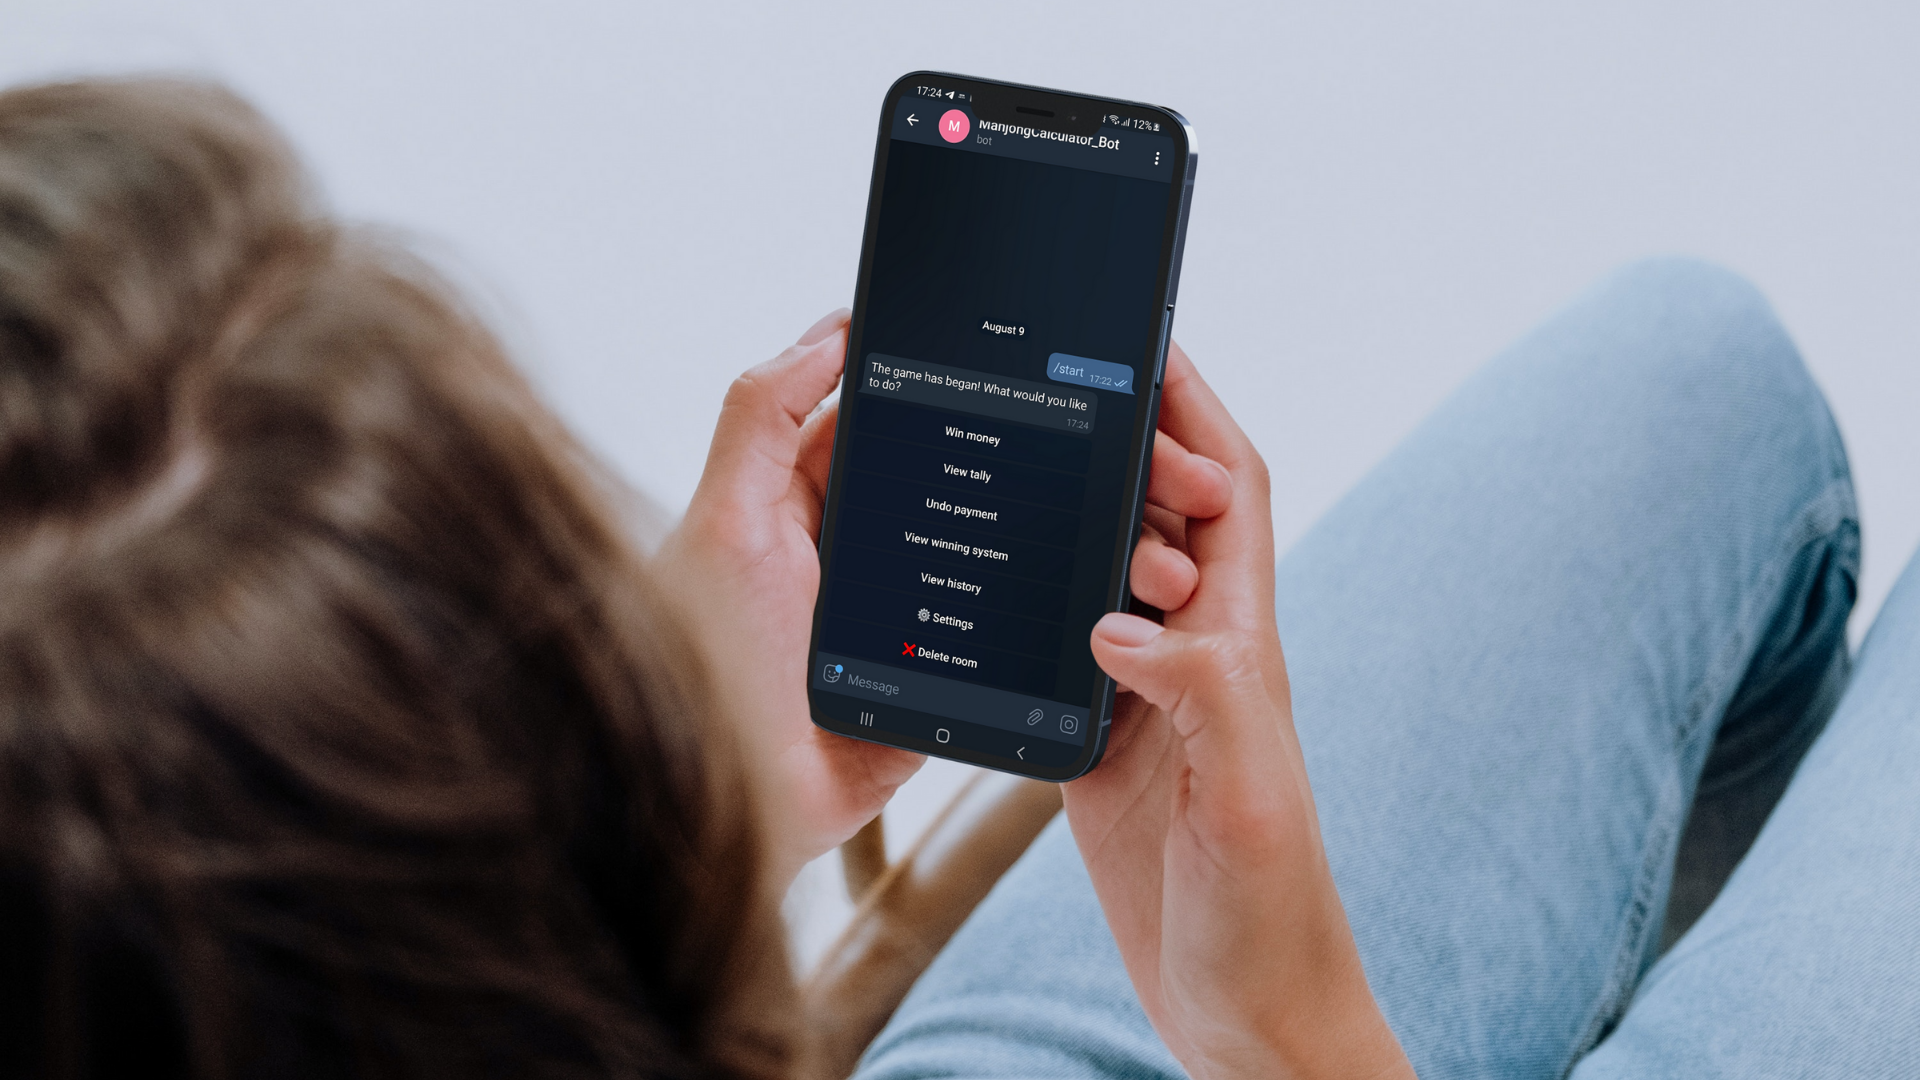 17:24
12%
M
MahjongCalculator_Bot
bot
August 9
/start 17:22
The game has began! What would you like
to do?
17:24
Win money
View tally
Undo payment
View winning system
View history
Settings
Delete room
Message